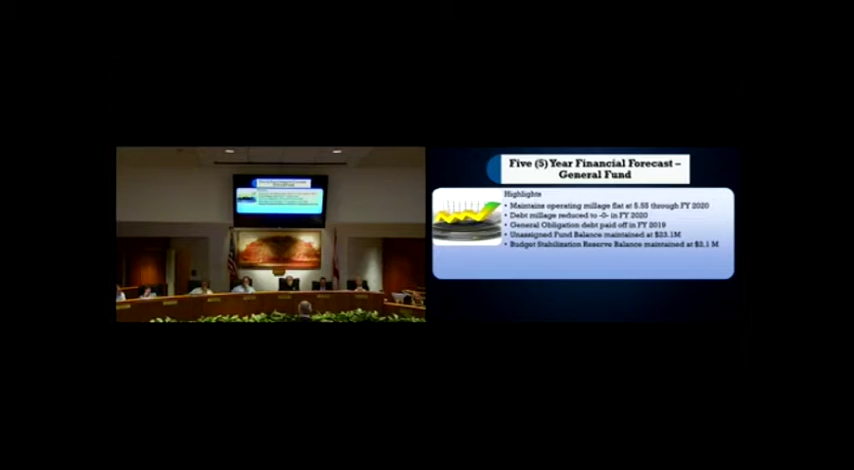 Five (5) Year Financial Forecast –
General Fund
Highlights
• Maintains operating millage flat at 5.55 through FY 2020
• Debt millage reduced to -0- in FY 2020
• General Obligation debt paid off in FY 2019
• Unassigned Fund Balance maintained at $23.1M
• Budget Stabilization Reserve Balance maintained at $2.1 M